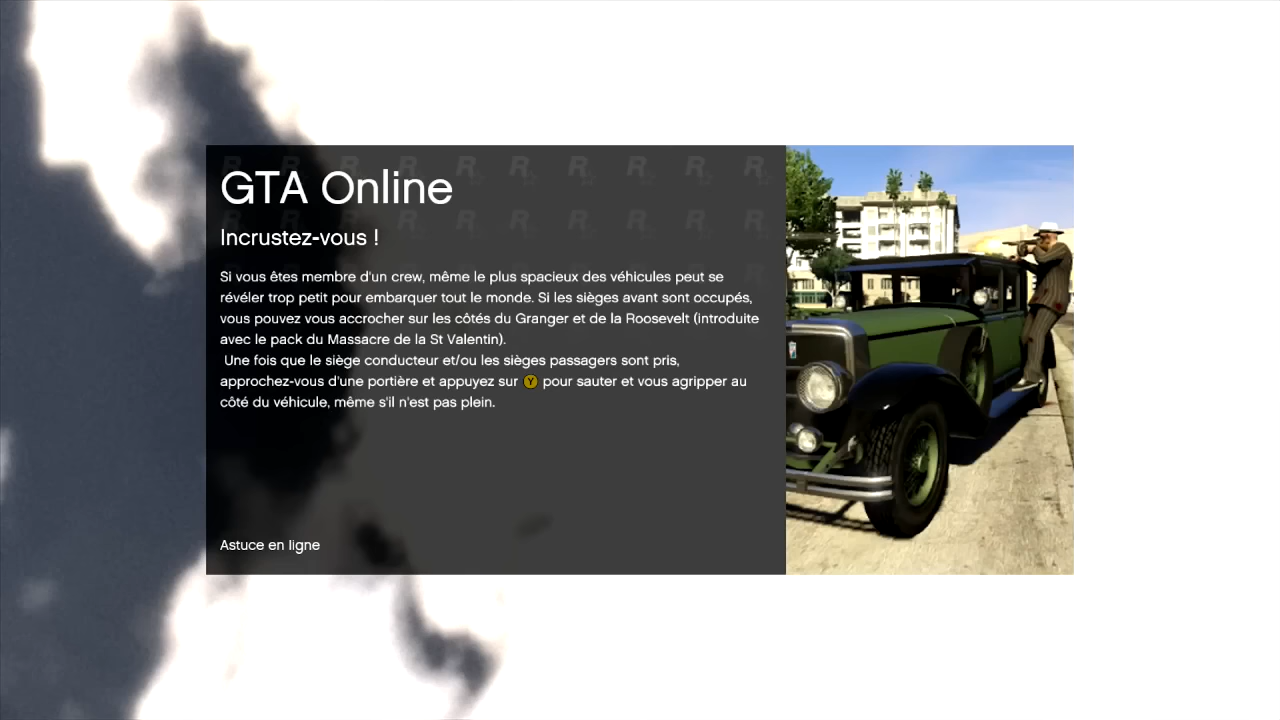 GTA Online
Incrustez-vous !
Si vous êtes membre d'un crew, même le plus spacieux des véhicules peut se
révéler trop petit pour embarquer tout le monde. Si les sièges avant sont occupés,
vous pouvez vous accrocher sur les côtés du Granger et de la Roosevelt (introduite
avec le pack du Massacre de la St Valentin).
Une fois que le siège conducteur et/ou les sièges passagers sont pris,
approchez-vous d'une portière et appuyez sur Y pour sauter et vous agripper au
côté du véhicule, même s'il n'est pas plein.
Astuce en ligne